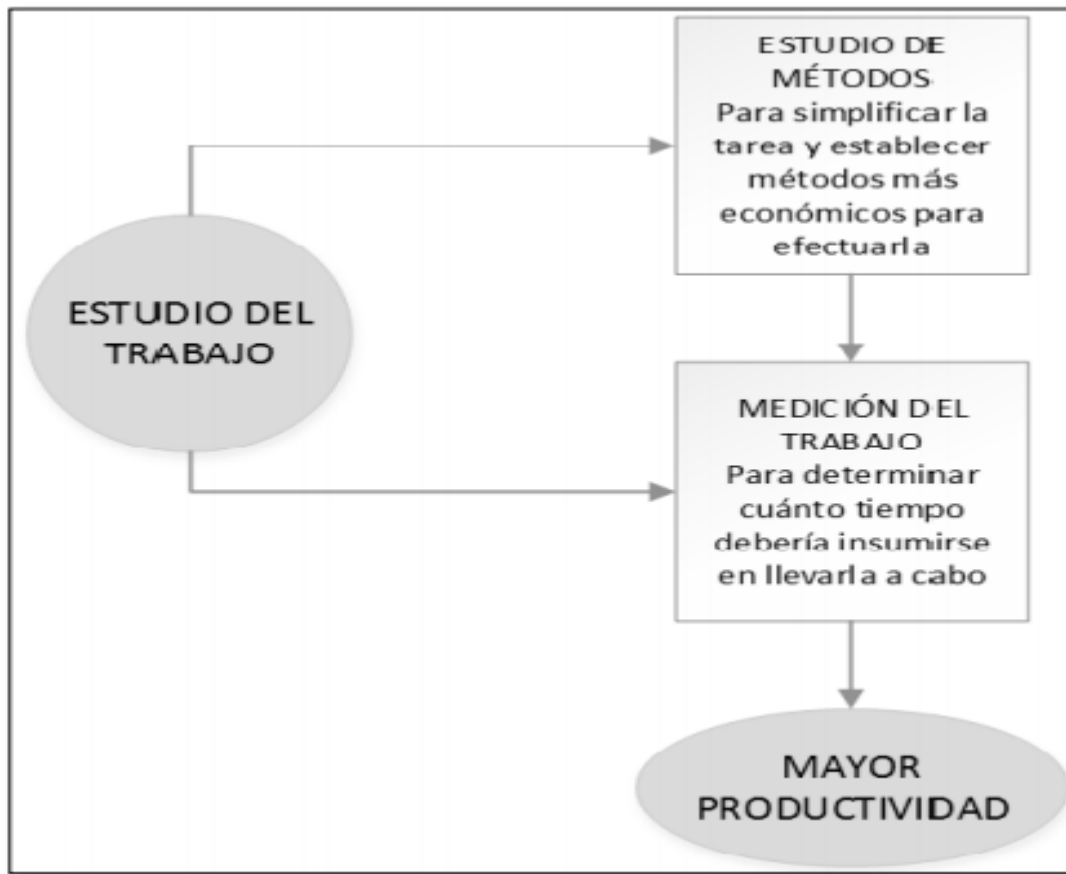 ESTUDIO DEL
TRABAJO
ESTUDIO DE
MÉTODOS
Para simplificar la
tarea y establecer
métodos más
económicos para
efectuarla
MEDICIÓN DEL
TRABAJO
Para determinar
cuánto tiempo
debería insumirse
en llevarla a cabo
MAYOR
PRODUCTIVIDAD